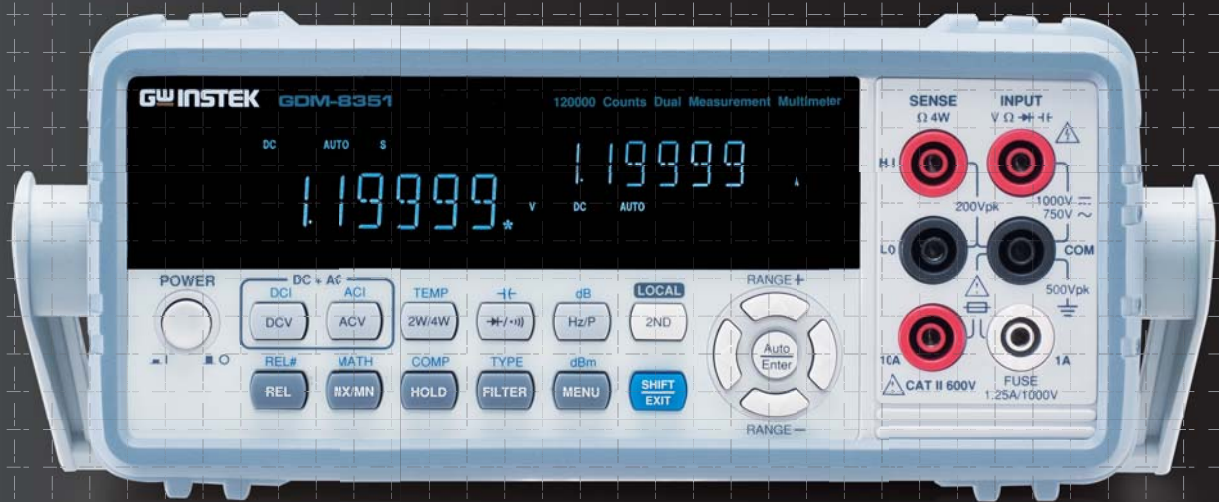 GW INSTEK GDM-8351 120000 Counts Dual Measurement Multimeter
DC AUTO S
1.19999 * V
1.19999
DC AUTO
SENSE INPUT
Ω 4W V Ω
HI
200Vpk
1000V
750V
LO COM
500Vpk
10A 1A
CAT II 600V
FUSE
1.25A/1000V
POWER
I O
DC + AC
DCI ACI TEMP dB LOCAL
DCV ACV 2W/4W Hz/P 2ND
REL# MATH COMP TYPE dBm
REL MX/MN HOLD FILTER MENU SHIFT
EXIT
RANGE +
Auto
Enter
RANGE −